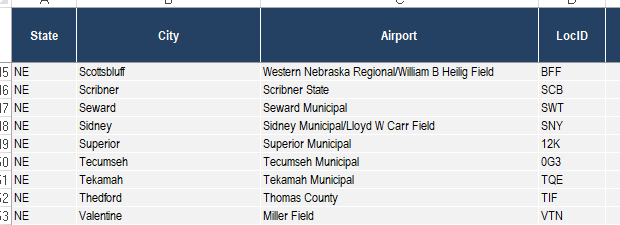 State City Airport LocID
NE Scottsbluff Western Nebraska Regional/William B Heilig Field BFF
NE Scribner Scribner State SCB
NE Seward Seward Municipal SWT
NE Sidney Sidney Municipal/Lloyd W Carr Field SNY
NE Superior Superior Municipal 12K
NE Tecumseh Tecumseh Municipal 0G3
NE Tekamah Tekamah Municipal TQE
NE Thedford Thomas County TIF
NE Valentine Miller Field VTN